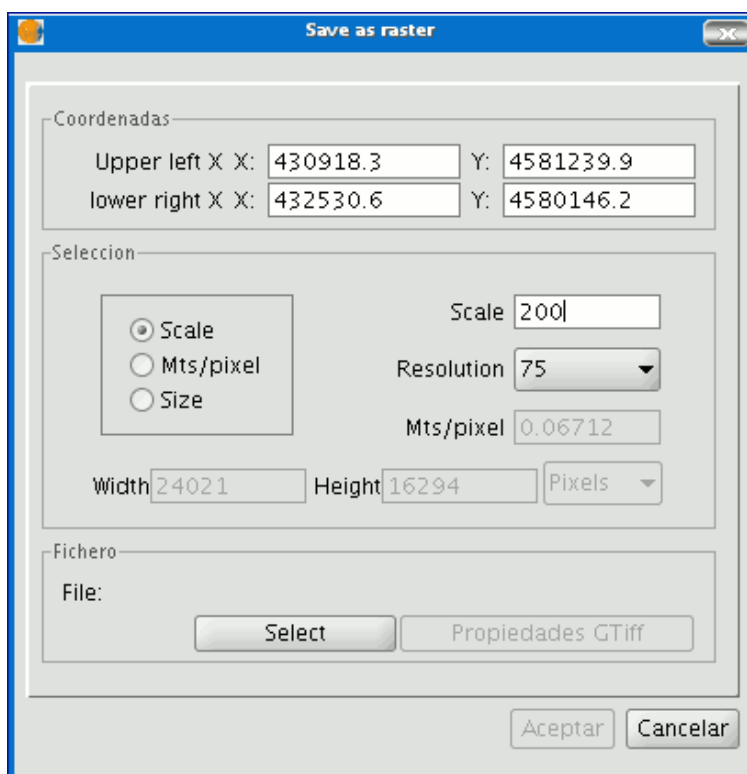 Save as raster
Coordenadas
Upper left X X: 430918.3 Y: 4581239.9
lower right X X: 432530.6 Y: 4580146.2
Seleccion
Scale
Mts/pixel
Size
Scale 200
Resolution 75
Mts/pixel 0.06712
Width 24021 Height 16294 Pixels
Fichero
File:
Select Propiedades GTiff
Aceptar Cancelar